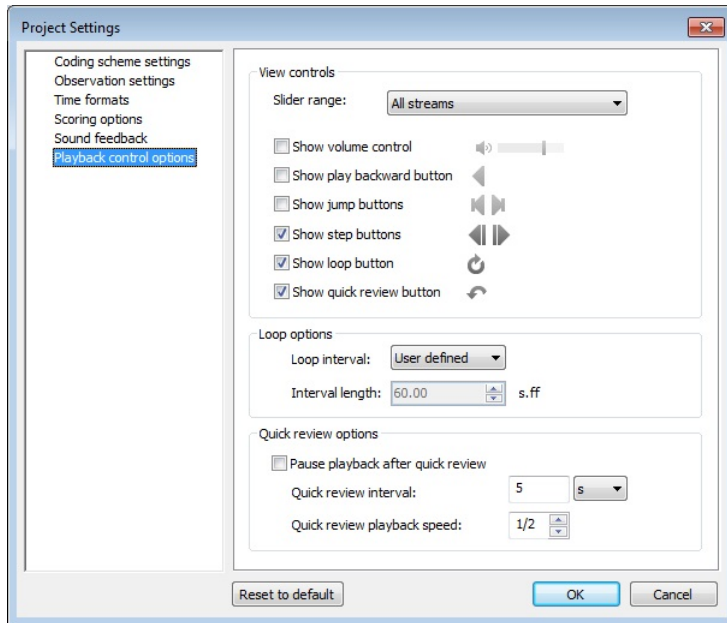 Project Settings
Coding scheme settings
Observation settings
Time formats
Scoring options
Sound feedback
Playback control options
View controls
Slider range: All streams
Show volume control
Show play backward button
Show jump buttons
Show step buttons
Show loop button
Show quick review button
Loop options
Loop interval: User defined
Interval length: 60.00 s.ff
Quick review options
Pause playback after quick review
Quick review interval: 5 s
Quick review playback speed: 1/2
Reset to default OK Cancel